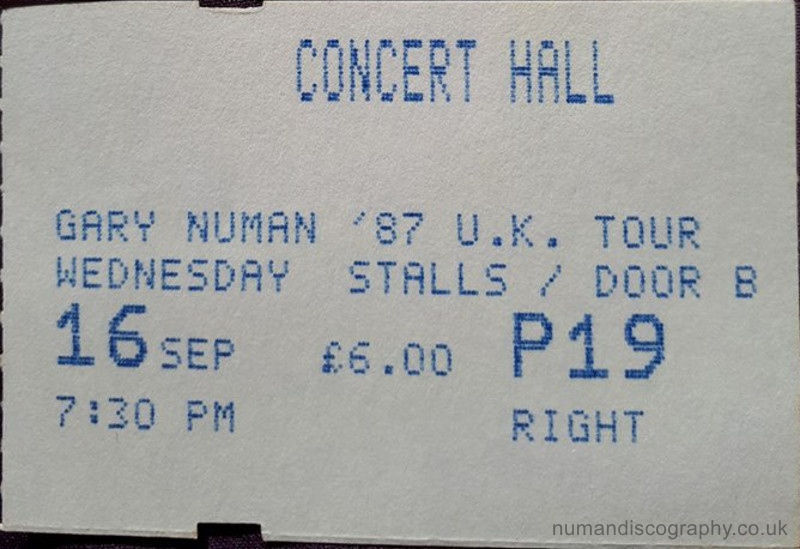 CONCERT HALL
GARY NUMAN '87 U.K. TOUR
WEDNESDAY STALLS / DOOR B
16 SEP £6.00 P19
7:30 PM RIGHT
numandiscography.co.uk